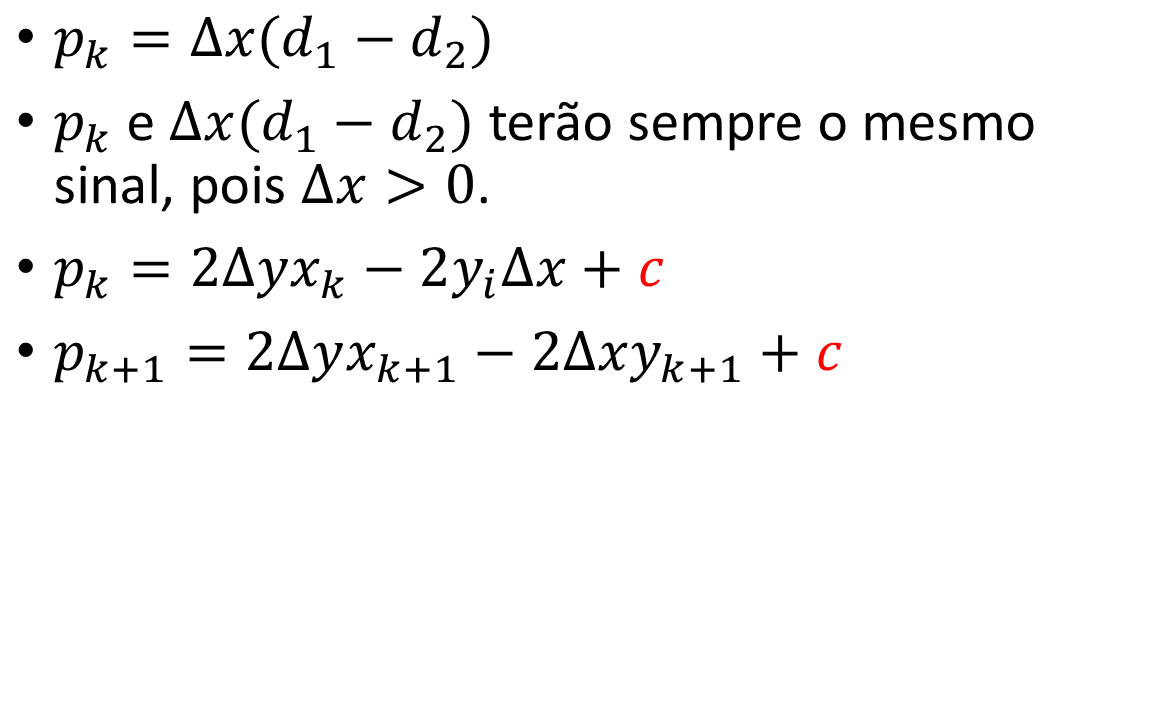 • pₖ = Δx(d₁ − d₂)
• pₖ e Δx(d₁ − d₂) terão sempre o mesmo
sinal, pois Δx > 0.
• pₖ = 2Δyxₖ − 2yᵢΔx + c
• pₖ₊₁ = 2Δyxₖ₊₁ − 2Δxyₖ₊₁ + c